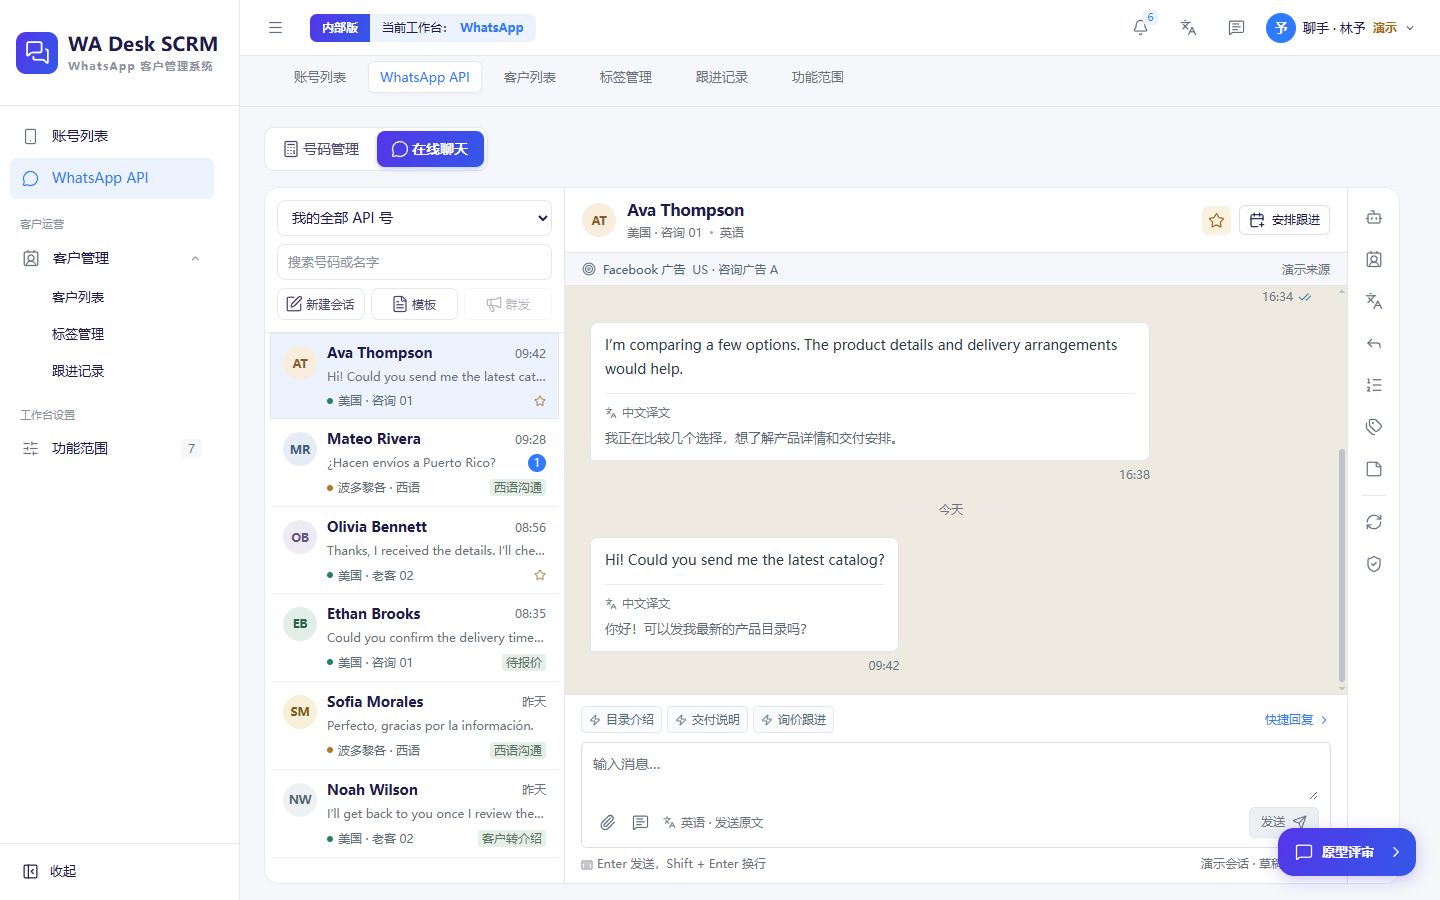 WA Desk SCRM
WhatsApp 客户管理系统
账号列表
WhatsApp API
客户运营
客户管理
客户列表
标签管理
跟进记录
工作台设置
功能范围 7
收起
内部版 当前工作台： WhatsApp
6
予 聊手 · 林予 演示
账号列表 WhatsApp API 客户列表 标签管理 跟进记录 功能范围
号码管理 在线聊天
我的全部 API 号
搜索号码或名字
新建会话 模板 群发
AT Ava Thompson 09:42
Hi! Could you send me the latest cat...
美国 · 咨询 01
MR Mateo Rivera 09:28
¿Hacen envíos a Puerto Rico? 1
波多黎各 · 西语 西语沟通
OB Olivia Bennett 08:56
Thanks, I received the details. I’ll che...
美国 · 老客 02
EB Ethan Brooks 08:35
Could you confirm the delivery time...
美国 · 咨询 01 待报价
SM Sofia Morales 昨天
Perfecto, gracias por la información.
波多黎各 · 西语 西语沟通
NW Noah Wilson 昨天
I’ll get back to you once I review the...
美国 · 老客 02 客户转介绍
AT Ava Thompson
美国 · 咨询 01 • 英语
安排跟进
Facebook 广告 US · 咨询广告 A 演示来源
16:34
I’m comparing a few options. The product details and delivery arrangements
would help.
中文译文
我正在比较几个选择，想了解产品详情和交付安排。
16:38
今天
Hi! Could you send me the latest catalog?
中文译文
你好！可以发我最新的产品目录吗？
09:42
目录介绍 交付说明 询价跟进 快捷回复
输入消息...
英语 · 发送原文 发送
Enter 发送，Shift + Enter 换行 演示会话 · 草稿
原型评审